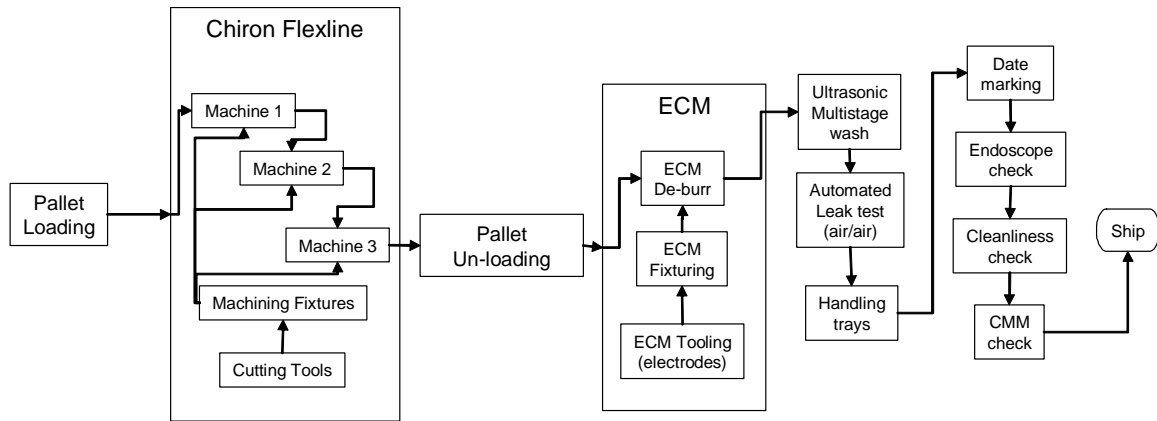 Chiron Flexline
Machine 1
Machine 2
Machine 3
Machining Fixtures
Cutting Tools
Pallet
Loading
Pallet
Un-loading
ECM
ECM
De-burr
ECM
Fixturing
ECM Tooling
(electrodes)
Ultrasonic
Multistage
wash
Automated
Leak test
(air/air)
Handling
trays
Date
marking
Endoscope
check
Cleanliness
check
CMM
check
Ship